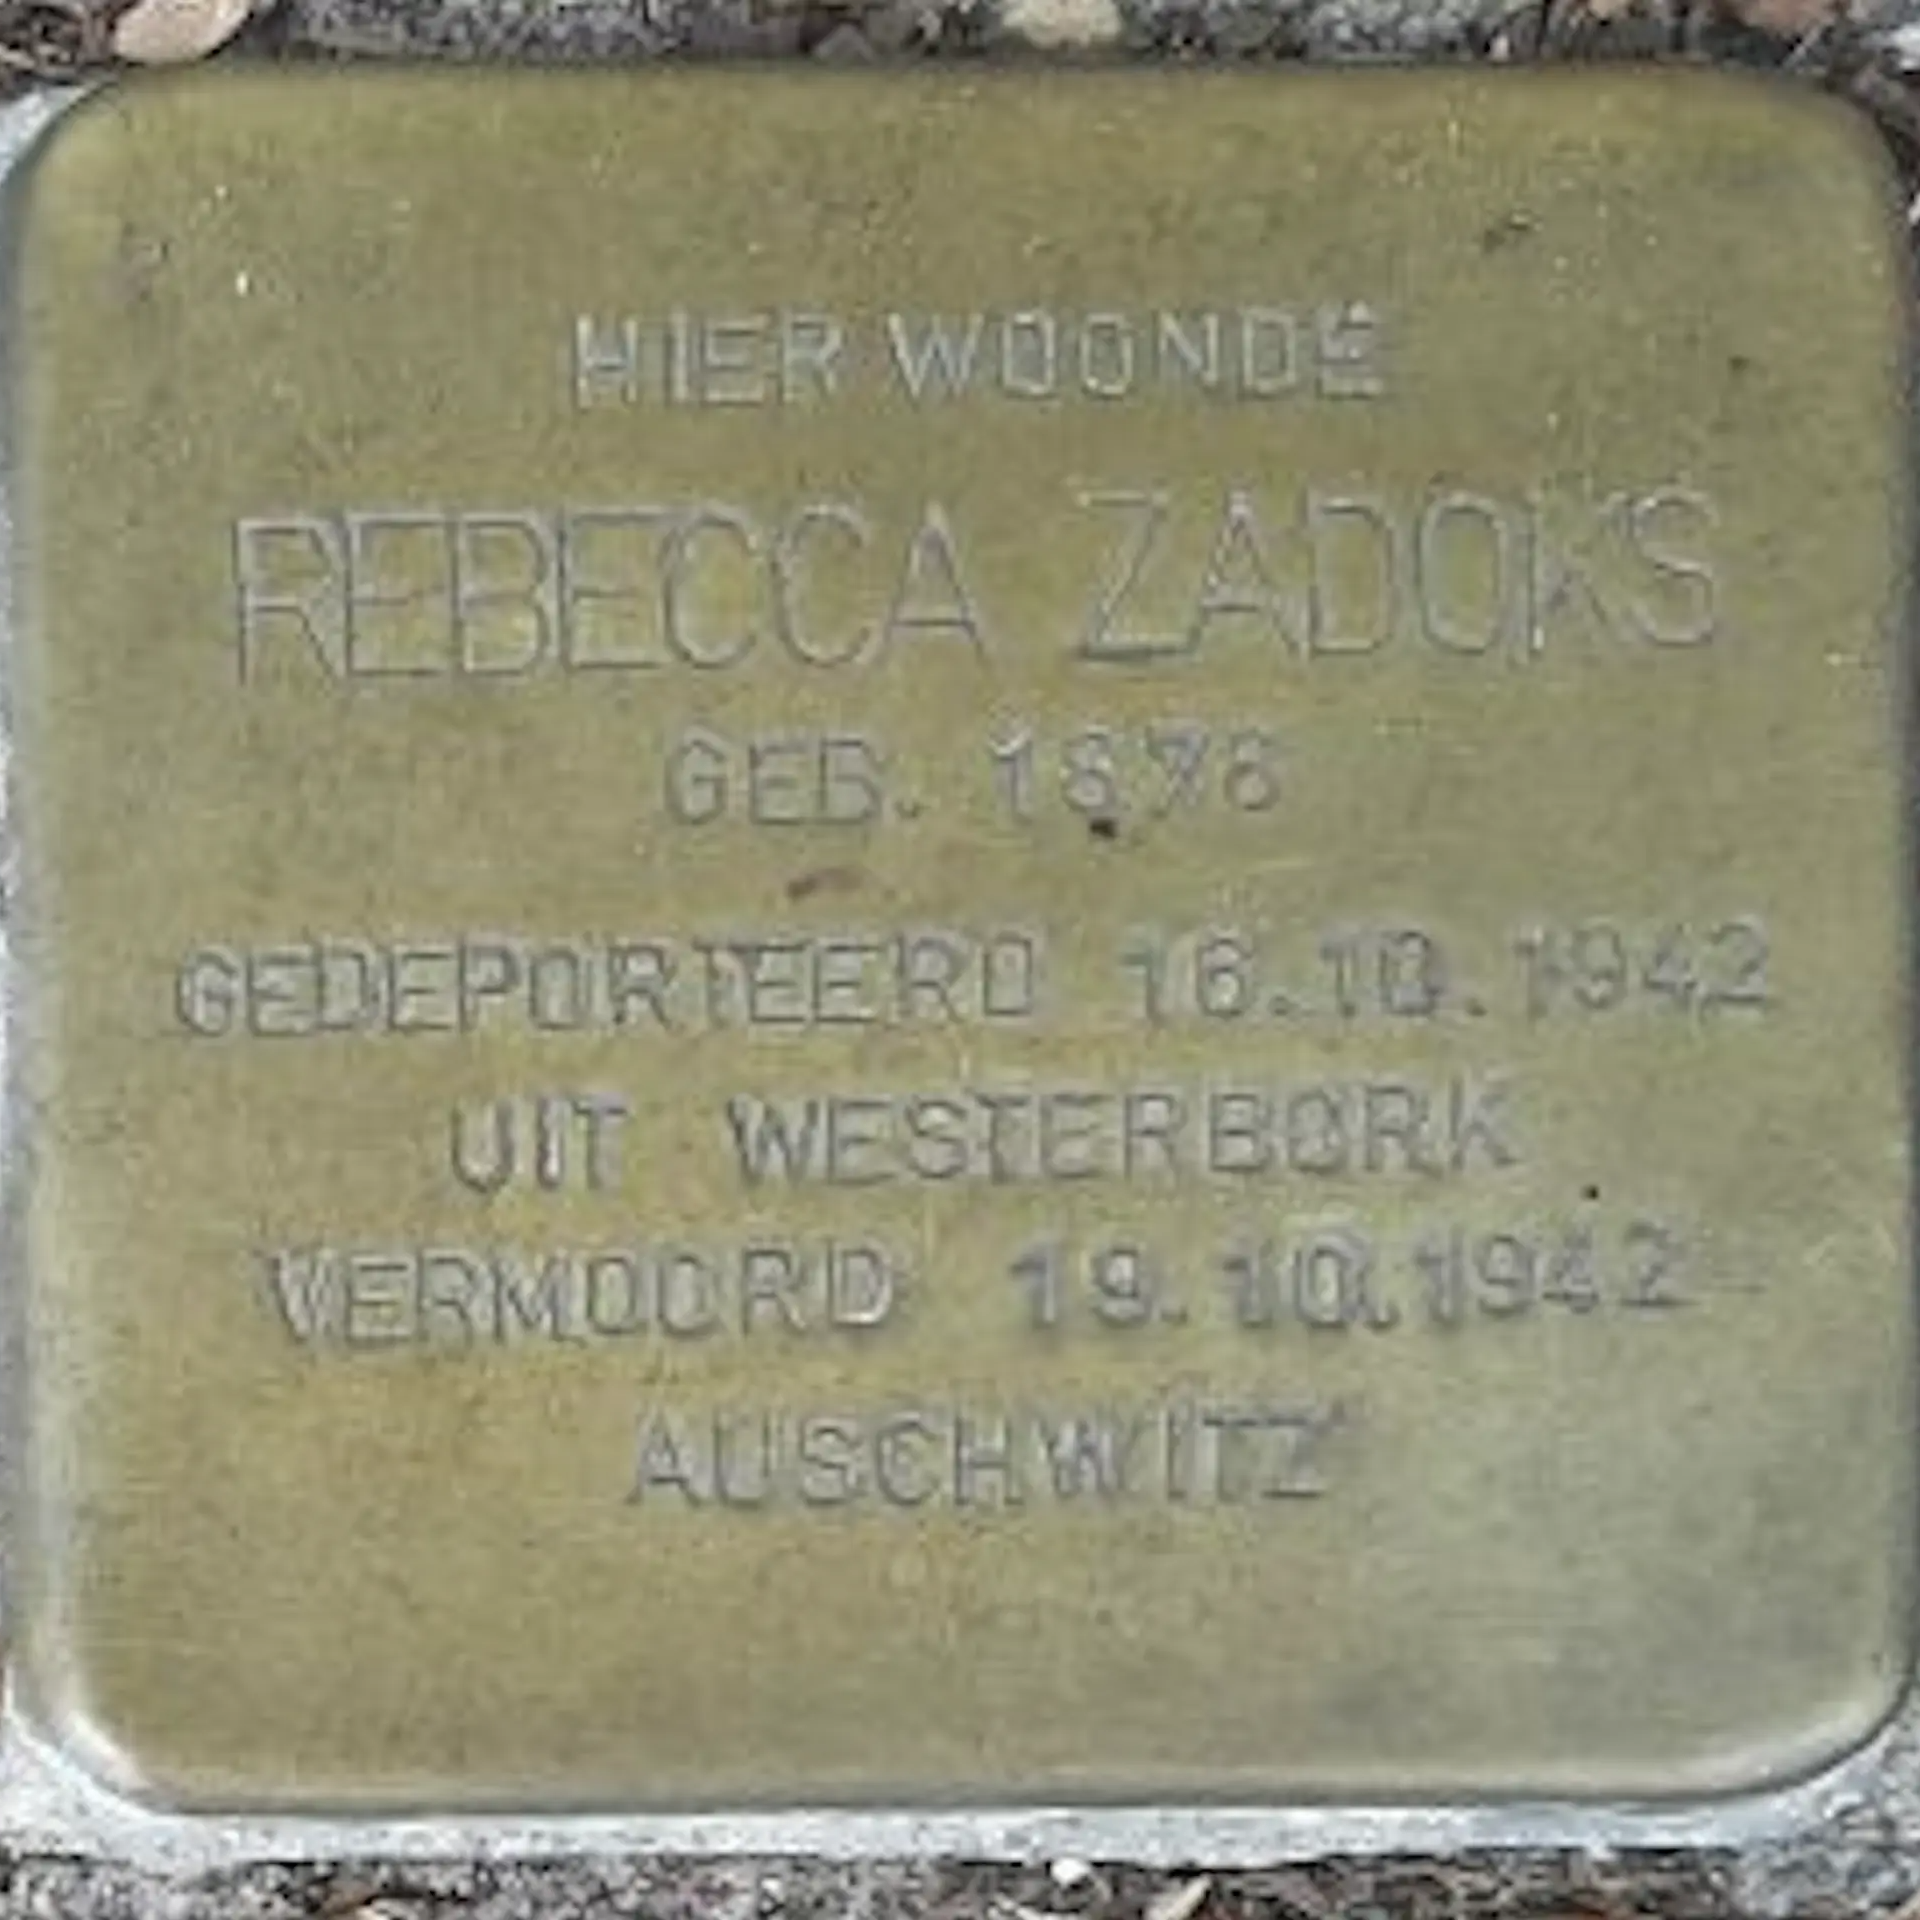 HIER WOONDE
REBECCA ZADOKS
GEB. 1876
GEDEPORTEERD 16.10.1942
UIT WESTERBORK
VERMOORD 19.10.1942
AUSCHWITZ